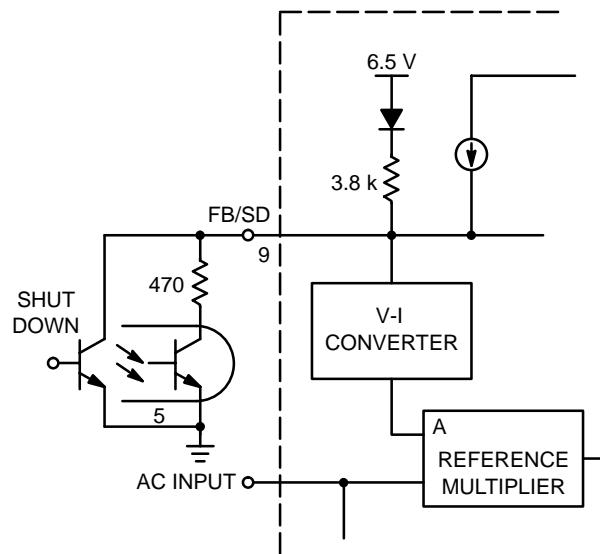 6.5 V
3.8 k
FB/SD
9
470
SHUT
DOWN
V-I
CONVERTER
5
A
REFERENCE
MULTIPLIER
AC INPUT